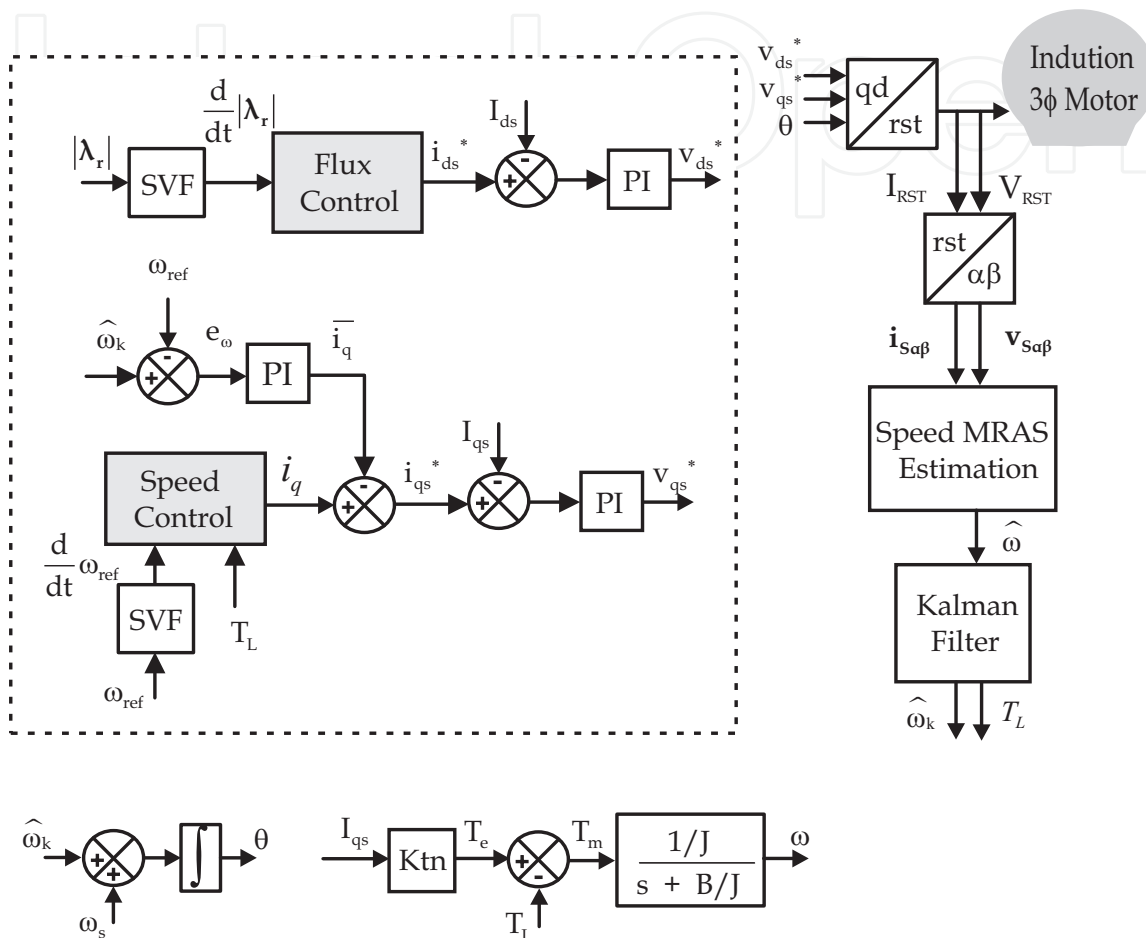 |λr|
SVF
d/dt |λr|
Flux
Control
ids*
Ids
-
+
PI
vds*
ωref
ω̂k
-
+
eω
PI
i̅q
Speed
Control
iq
-
+
iqs*
Iqs
-
+
PI
vqs*
d/dt ωref
SVF
TL
ωref
vds*
vqs*
θ
qd
rst
Indution
3ϕ Motor
IRST
VRST
rst
αβ
iSαβ
vSαβ
Speed MRAS
Estimation
ω̂
Kalman
Filter
ω̂k
TL
ω̂k
+
+
ωs
∫
θ
Iqs
Ktn
Te
+
-
TL
Tm
1/J
s + B/J
ω